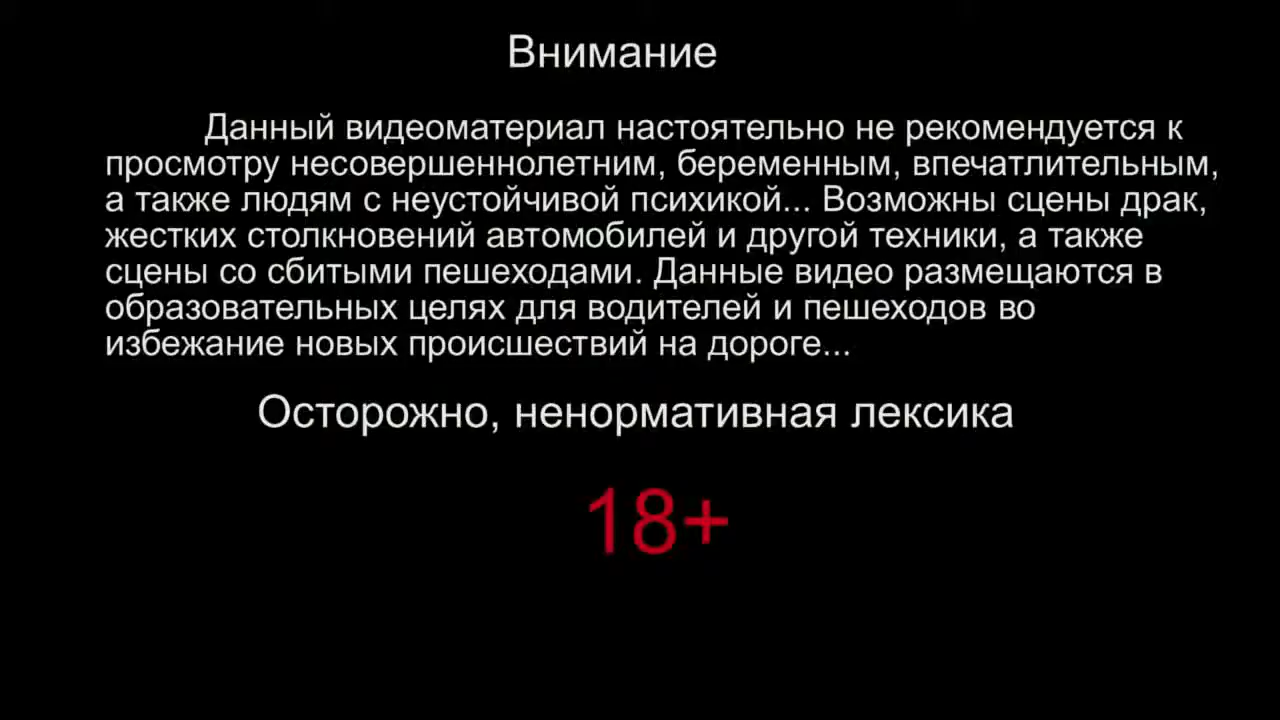 Внимание
Данный видеоматериал настоятельно не рекомендуется к
просмотру несовершеннолетним, беременным, впечатлительным,
а также людям с неустойчивой психикой... Возможны сцены драк,
жестких столкновений автомобилей и другой техники, а также
сцены со сбитыми пешеходами. Данные видео размещаются в
образовательных целях для водителей и пешеходов во
избежание новых происшествий на дороге...
Осторожно, ненормативная лексика
18+